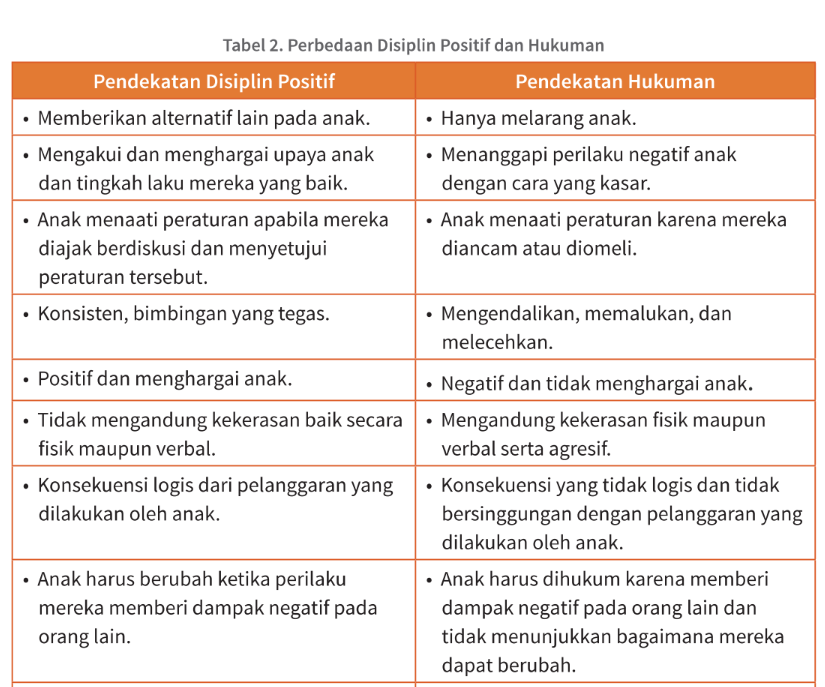 Tabel 2. Perbedaan Disiplin Positif dan Hukuman
Pendekatan Disiplin Positif
Pendekatan Hukuman
• Memberikan alternatif lain pada anak.
• Hanya melarang anak.
• Mengakui dan menghargai upaya anak
dan tingkah laku mereka yang baik.
• Menanggapi perilaku negatif anak
dengan cara yang kasar.
• Anak menaati peraturan apabila mereka
diajak berdiskusi dan menyetujui
peraturan tersebut.
• Anak menaati peraturan karena mereka
diancam atau diomeli.
• Konsisten, bimbingan yang tegas.
• Mengendalikan, memalukan, dan
melecehkan.
• Positif dan menghargai anak.
• Negatif dan tidak menghargai anak.
• Tidak mengandung kekerasan baik secara
fisik maupun verbal.
• Mengandung kekerasan fisik maupun
verbal serta agresif.
• Konsekuensi logis dari pelanggaran yang
dilakukan oleh anak.
• Konsekuensi yang tidak logis dan tidak
bersinggungan dengan pelanggaran yang
dilakukan oleh anak.
• Anak harus berubah ketika perilaku
mereka memberi dampak negatif pada
orang lain.
• Anak harus dihukum karena memberi
dampak negatif pada orang lain dan
tidak menunjukkan bagaimana mereka
dapat berubah.